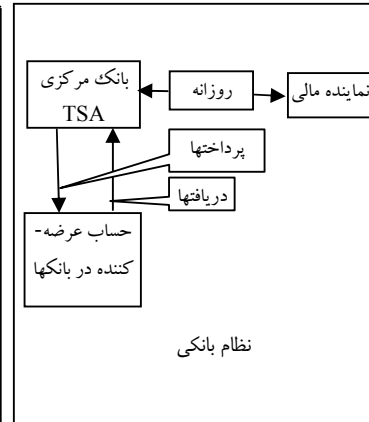 نماینده مالی
روزانه
بانک مرکزی
TSA
پرداختها
دریافتها
حساب عرضه-
کننده در بانکها
نظام بانکی